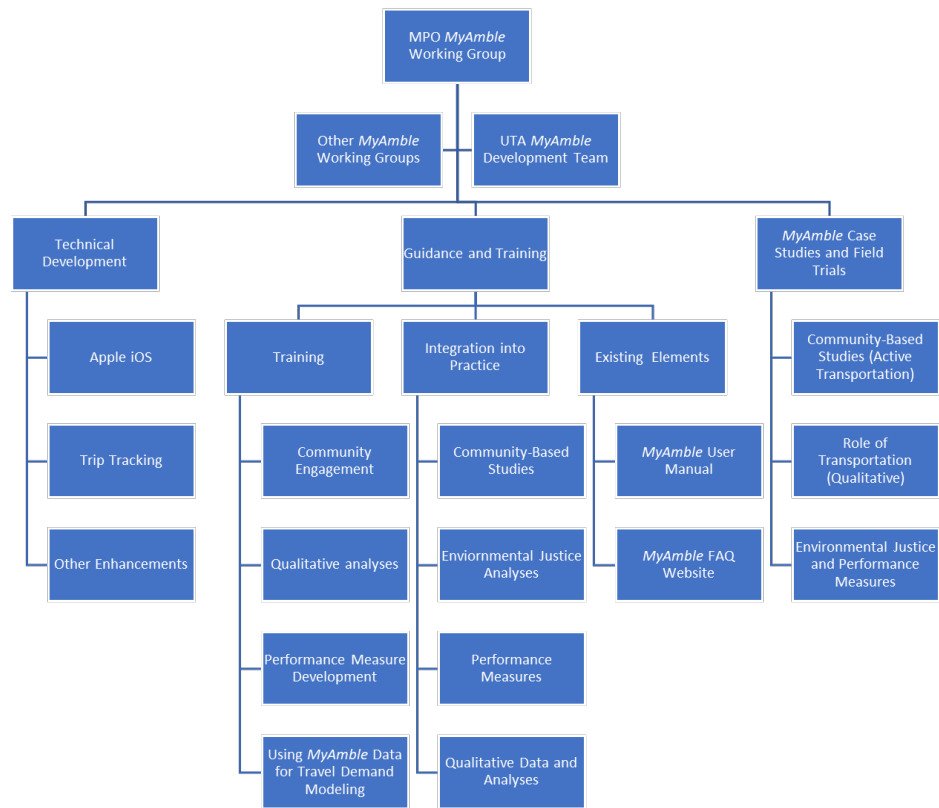 MPO MyAmble
Working Group
Other MyAmble
Working Groups
UTA MyAmble
Development Team
Technical
Development
Guidance and Training
MyAmble Case
Studies and Field
Trials
Apple iOS
Trip Tracking
Other Enhancements
Training
Community
Engagement
Qualitative analyses
Performance Measure
Development
Using MyAmble Data
for Travel Demand
Modeling
Integration into
Practice
Community-Based
Studies
Enviornmental Justice
Analyses
Performance
Measures
Qualitative Data and
Analyses
Existing Elements
MyAmble User
Manual
MyAmble FAQ
Website
Community-Based
Studies (Active
Transportation)
Role of
Transportation
(Qualitative)
Environmental Justice
and Performance
Measures